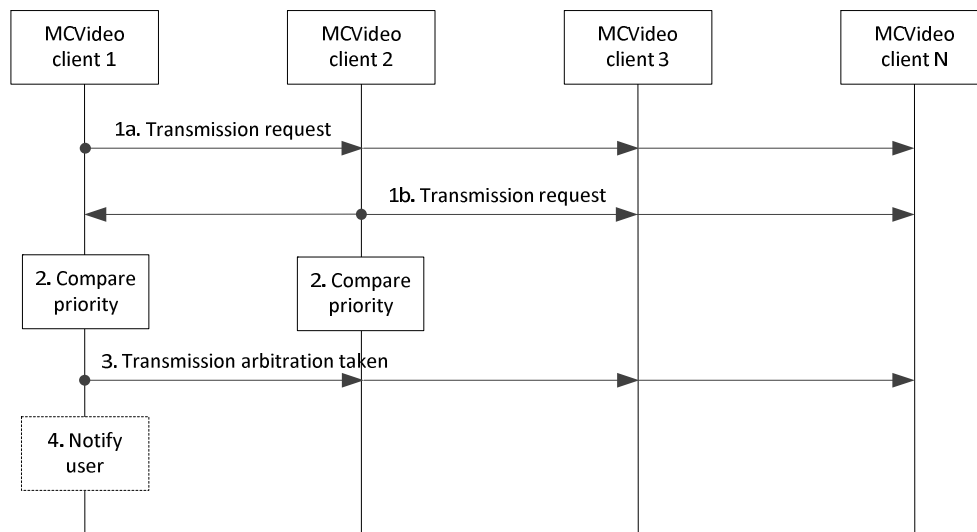 MCVideo
client 1
MCVideo
client 2
MCVideo
client 3
MCVideo
client N
1a. Transmission request
1b. Transmission request
2. Compare
priority
2. Compare
priority
3. Transmission arbitration taken
4. Notify
user